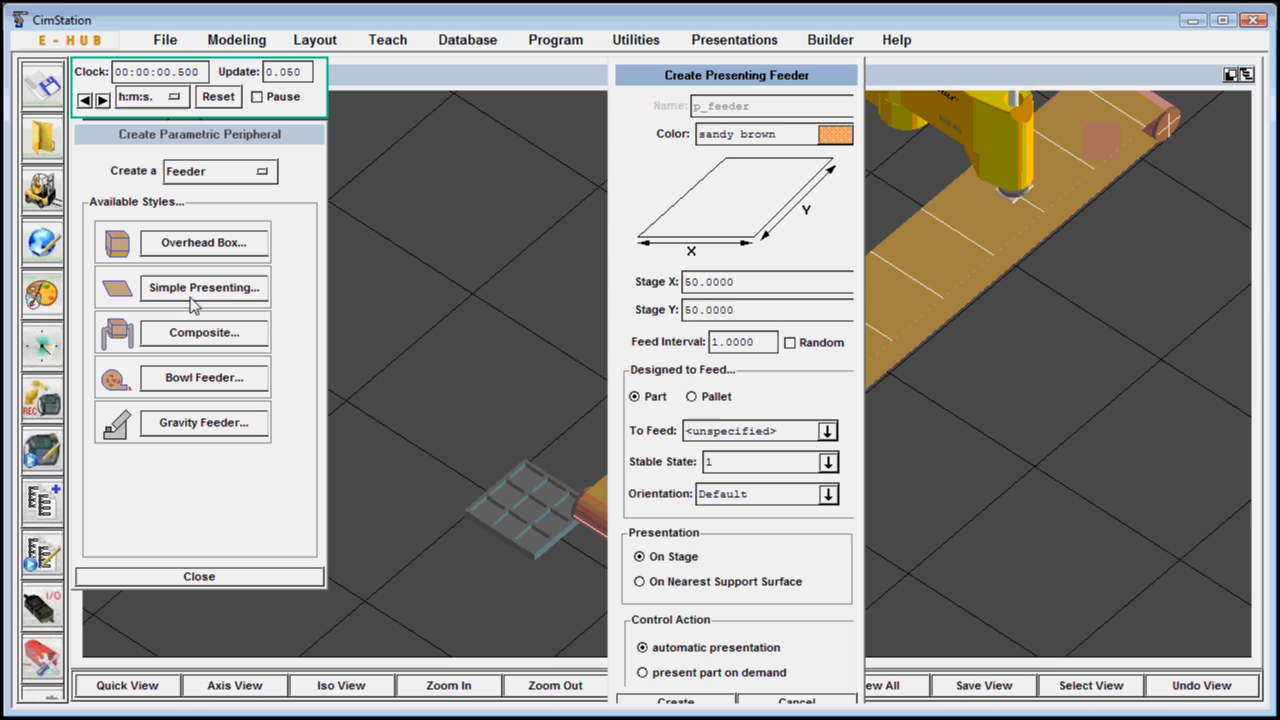 CimStation
E - HUB File Modeling Layout Teach Database Program Utilities Presentations Builder Help
Clock: 00:00:00.500 Update: 0.050
h:m:s. Reset Pause
Create Parametric Peripheral
Create a Feeder
Available Styles...
Overhead Box...
Simple Presenting...
Composite...
Bowl Feeder...
Gravity Feeder...
Close
REC
I/O
Create Presenting Feeder
Name: p_feeder
Color: sandy brown
Y
X
Stage X: 50.0000
Stage Y: 50.0000
Feed Interval: 1.0000 Random
Designed to Feed...
Part Pallet
To Feed: <unspecified>
Stable State: 1
Orientation: Default
Presentation
On Stage
On Nearest Support Surface
Control Action
automatic presentation
present part on demand
Create Cancel
Quick View Axis View Iso View Zoom In Zoom Out ew All Save View Select View Undo View